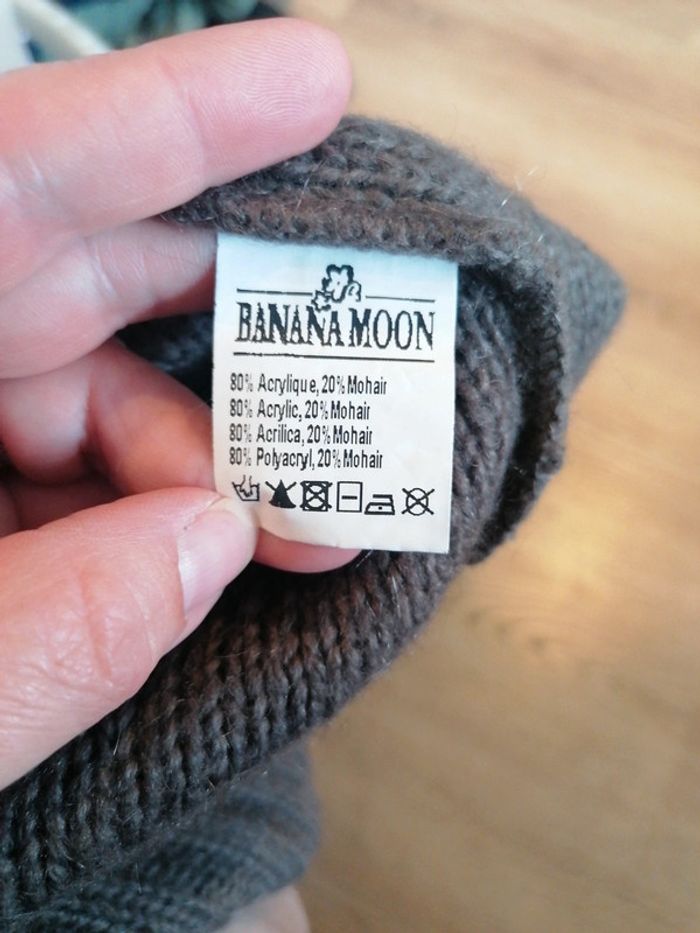 BANANA MOON
80% Acrylique, 20% Mohair
80% Acrylic, 20% Mohair
80% Acrilica, 20% Mohair
80% Polyacryl, 20% Mohair